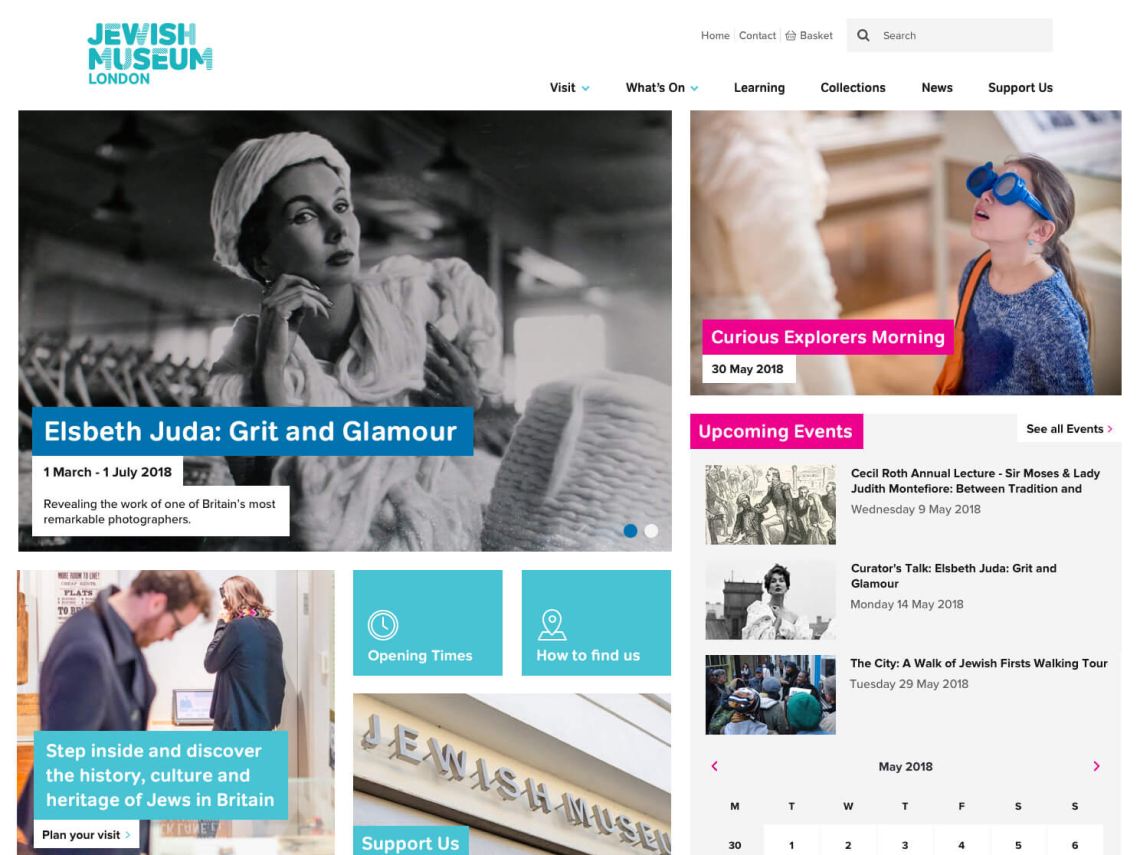 JEWISH
MUSEUM
LONDON
Home
Contact
Basket
Search
Visit
What's On
Learning
Collections
News
Support Us
Elsbeth Juda: Grit and Glamour
1 March - 1 July 2018
Revealing the work of one of Britain's most
remarkable photographers.
Curious Explorers Morning
30 May 2018
Upcoming Events
See all Events
Cecil Roth Annual Lecture - Sir Moses & Lady
Judith Montefiore: Between Tradition and
Wednesday 9 May 2018
Curator's Talk: Elsbeth Juda: Grit and
Glamour
Monday 14 May 2018
The City: A Walk of Jewish Firsts Walking Tour
Tuesday 29 May 2018
May 2018
M T W T F S S
30 1 2 3 4 5 6
MORE ROOM TO LIVE!
FLATS
Step inside and discover
the history, culture and
heritage of Jews in Britain
Plan your visit
Opening Times
How to find us
JEWISH MUSEU
Support Us